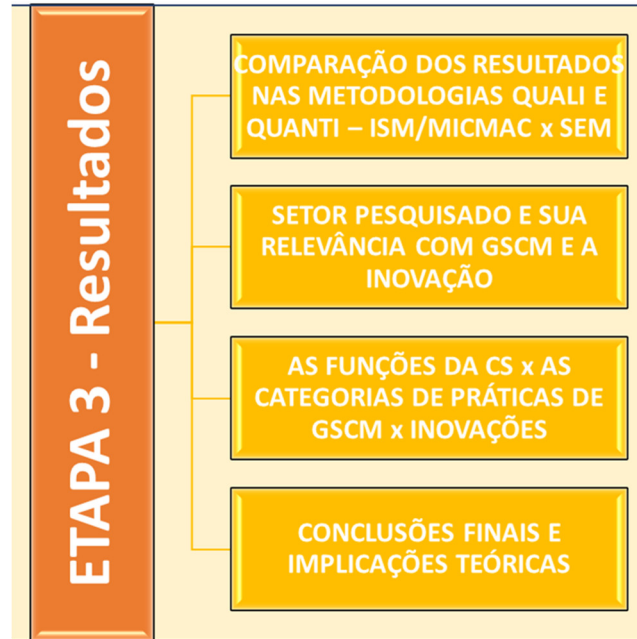 ETAPA 3 - Resultados
COMPARAÇÃO DOS RESULTADOS
NAS METODOLOGIAS QUALI E
QUANTI – ISM/MICMAC x SEM
SETOR PESQUISADO E SUA
RELEVÂNCIA COM GSCM E A
INOVAÇÃO
AS FUNÇÕES DA CS x AS
CATEGORIAS DE PRÁTICAS DE
GSCM x INOVAÇÕES
CONCLUSÕES FINAIS E
IMPLICAÇÕES TEÓRICAS